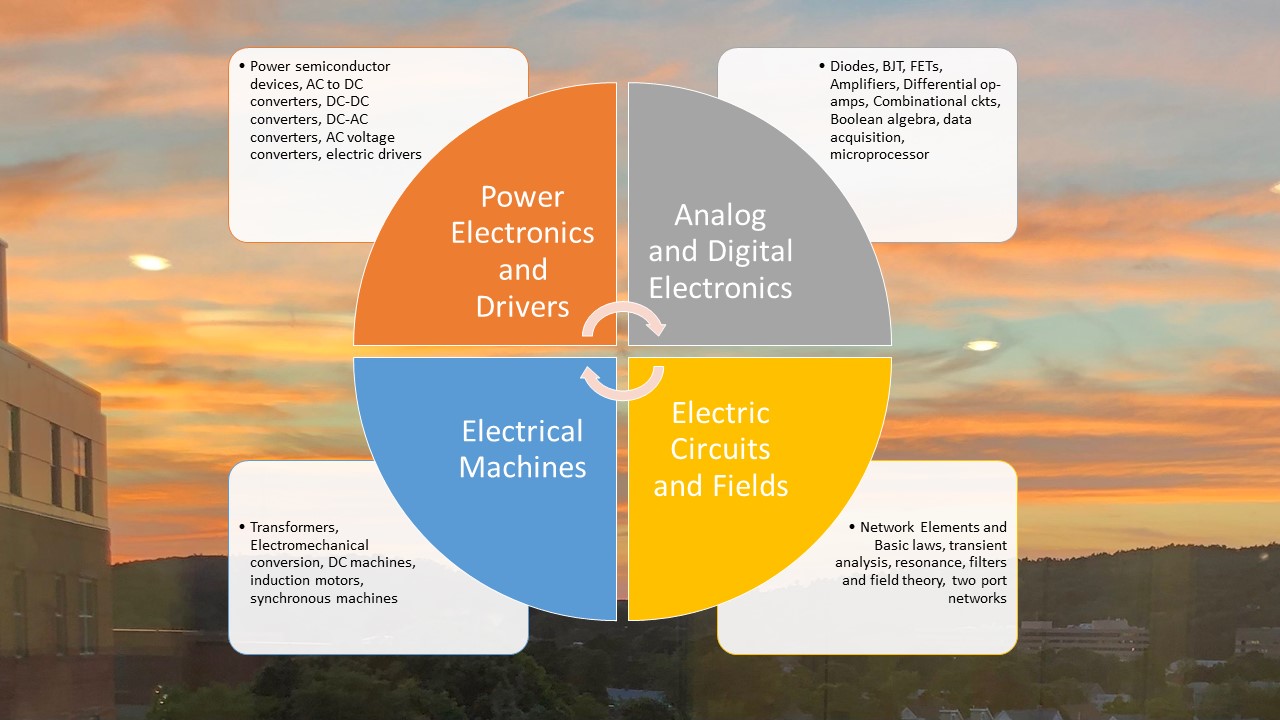 • Power semiconductor
devices, AC to DC
converters, DC-DC
converters, DC-AC
converters, AC voltage
converters, electric drivers
• Diodes, BJT, FETs,
Amplifiers, Differential op-
amps, Combinational ckts,
Boolean algebra, data
acquisition,
microprocessor
Power
Electronics
and
Drivers
Analog
and Digital
Electronics
Electrical
Machines
Electric
Circuits
and Fields
• Transformers,
Electromechanical
conversion, DC machines,
induction motors,
synchronous machines
• Network Elements and
Basic laws, transient
analysis, resonance, filters
and field theory, two port
networks